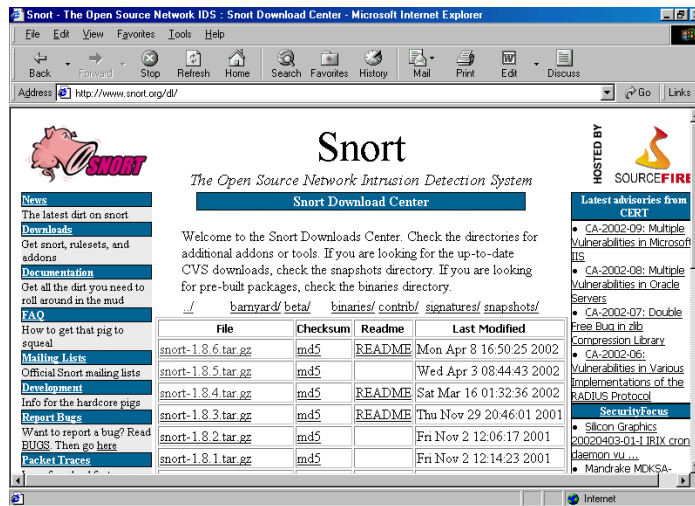 Snort - The Open Source Network IDS : Snort Download Center - Microsoft Internet Explorer
File Edit View Favorites Tools Help
Back Forward Stop Refresh Home Search Favorites History Mail Print Edit Discuss
Address http://www.snort.org/dl/ Go Links
SNORT
Snort
The Open Source Network Intrusion Detection System
HOSTED BY
SOURCEFIRE
News
The latest dirt on snort
Downloads
Get snort, rulesets, and
addons
Documentation
Get all the dirt you need to
roll around in the mud
FAQ
How to get that pig to
squeal
Mailing Lists
Official Snort mailing lists
Development
Info for the hardcore pigs
Report Bugs
Want to report a bug? Read
BUGS. Then go here
Packet Traces
Snort Download Center
Welcome to the Snort Downloads Center. Check the directories for
additional addons or tools. If you are looking for the up-to-date
CVS downloads, check the snapshots directory. If you are looking
for pre-built packages, check the binaries directory.
../ barnyard/ beta/ binaries/ contrib/ signatures/ snapshots/
File Checksum Readme Last Modified
snort-1.8.6.tar.gz md5 README Mon Apr 8 16:50:25 2002
snort-1.8.5.tar.gz md5 Wed Apr 3 08:44:43 2002
snort-1.8.4.tar.gz md5 README Sat Mar 16 01:32:36 2002
snort-1.8.3.tar.gz md5 README Thu Nov 29 20:46:01 2001
snort-1.8.2.tar.gz md5 Fri Nov 2 12:06:17 2001
snort-1.8.1.tar.gz md5 Fri Nov 2 12:14:23 2001
Latest advisories from
CERT
• CA-2002-09: Multiple
Vulnerabilities in Microsoft
IIS
• CA-2002-08: Multiple
Vulnerabilities in Oracle
Servers
• CA-2002-07: Double
Free Bug in zlib
Compression Library
• CA-2002-06:
Vulnerabilities in Various
Implementations of the
RADIUS Protocol
SecurityFocus
• Silicon Graphics
20020403-01-I IRIX cron
daemon vu ...
• Mandrake MDKSA-
Internet